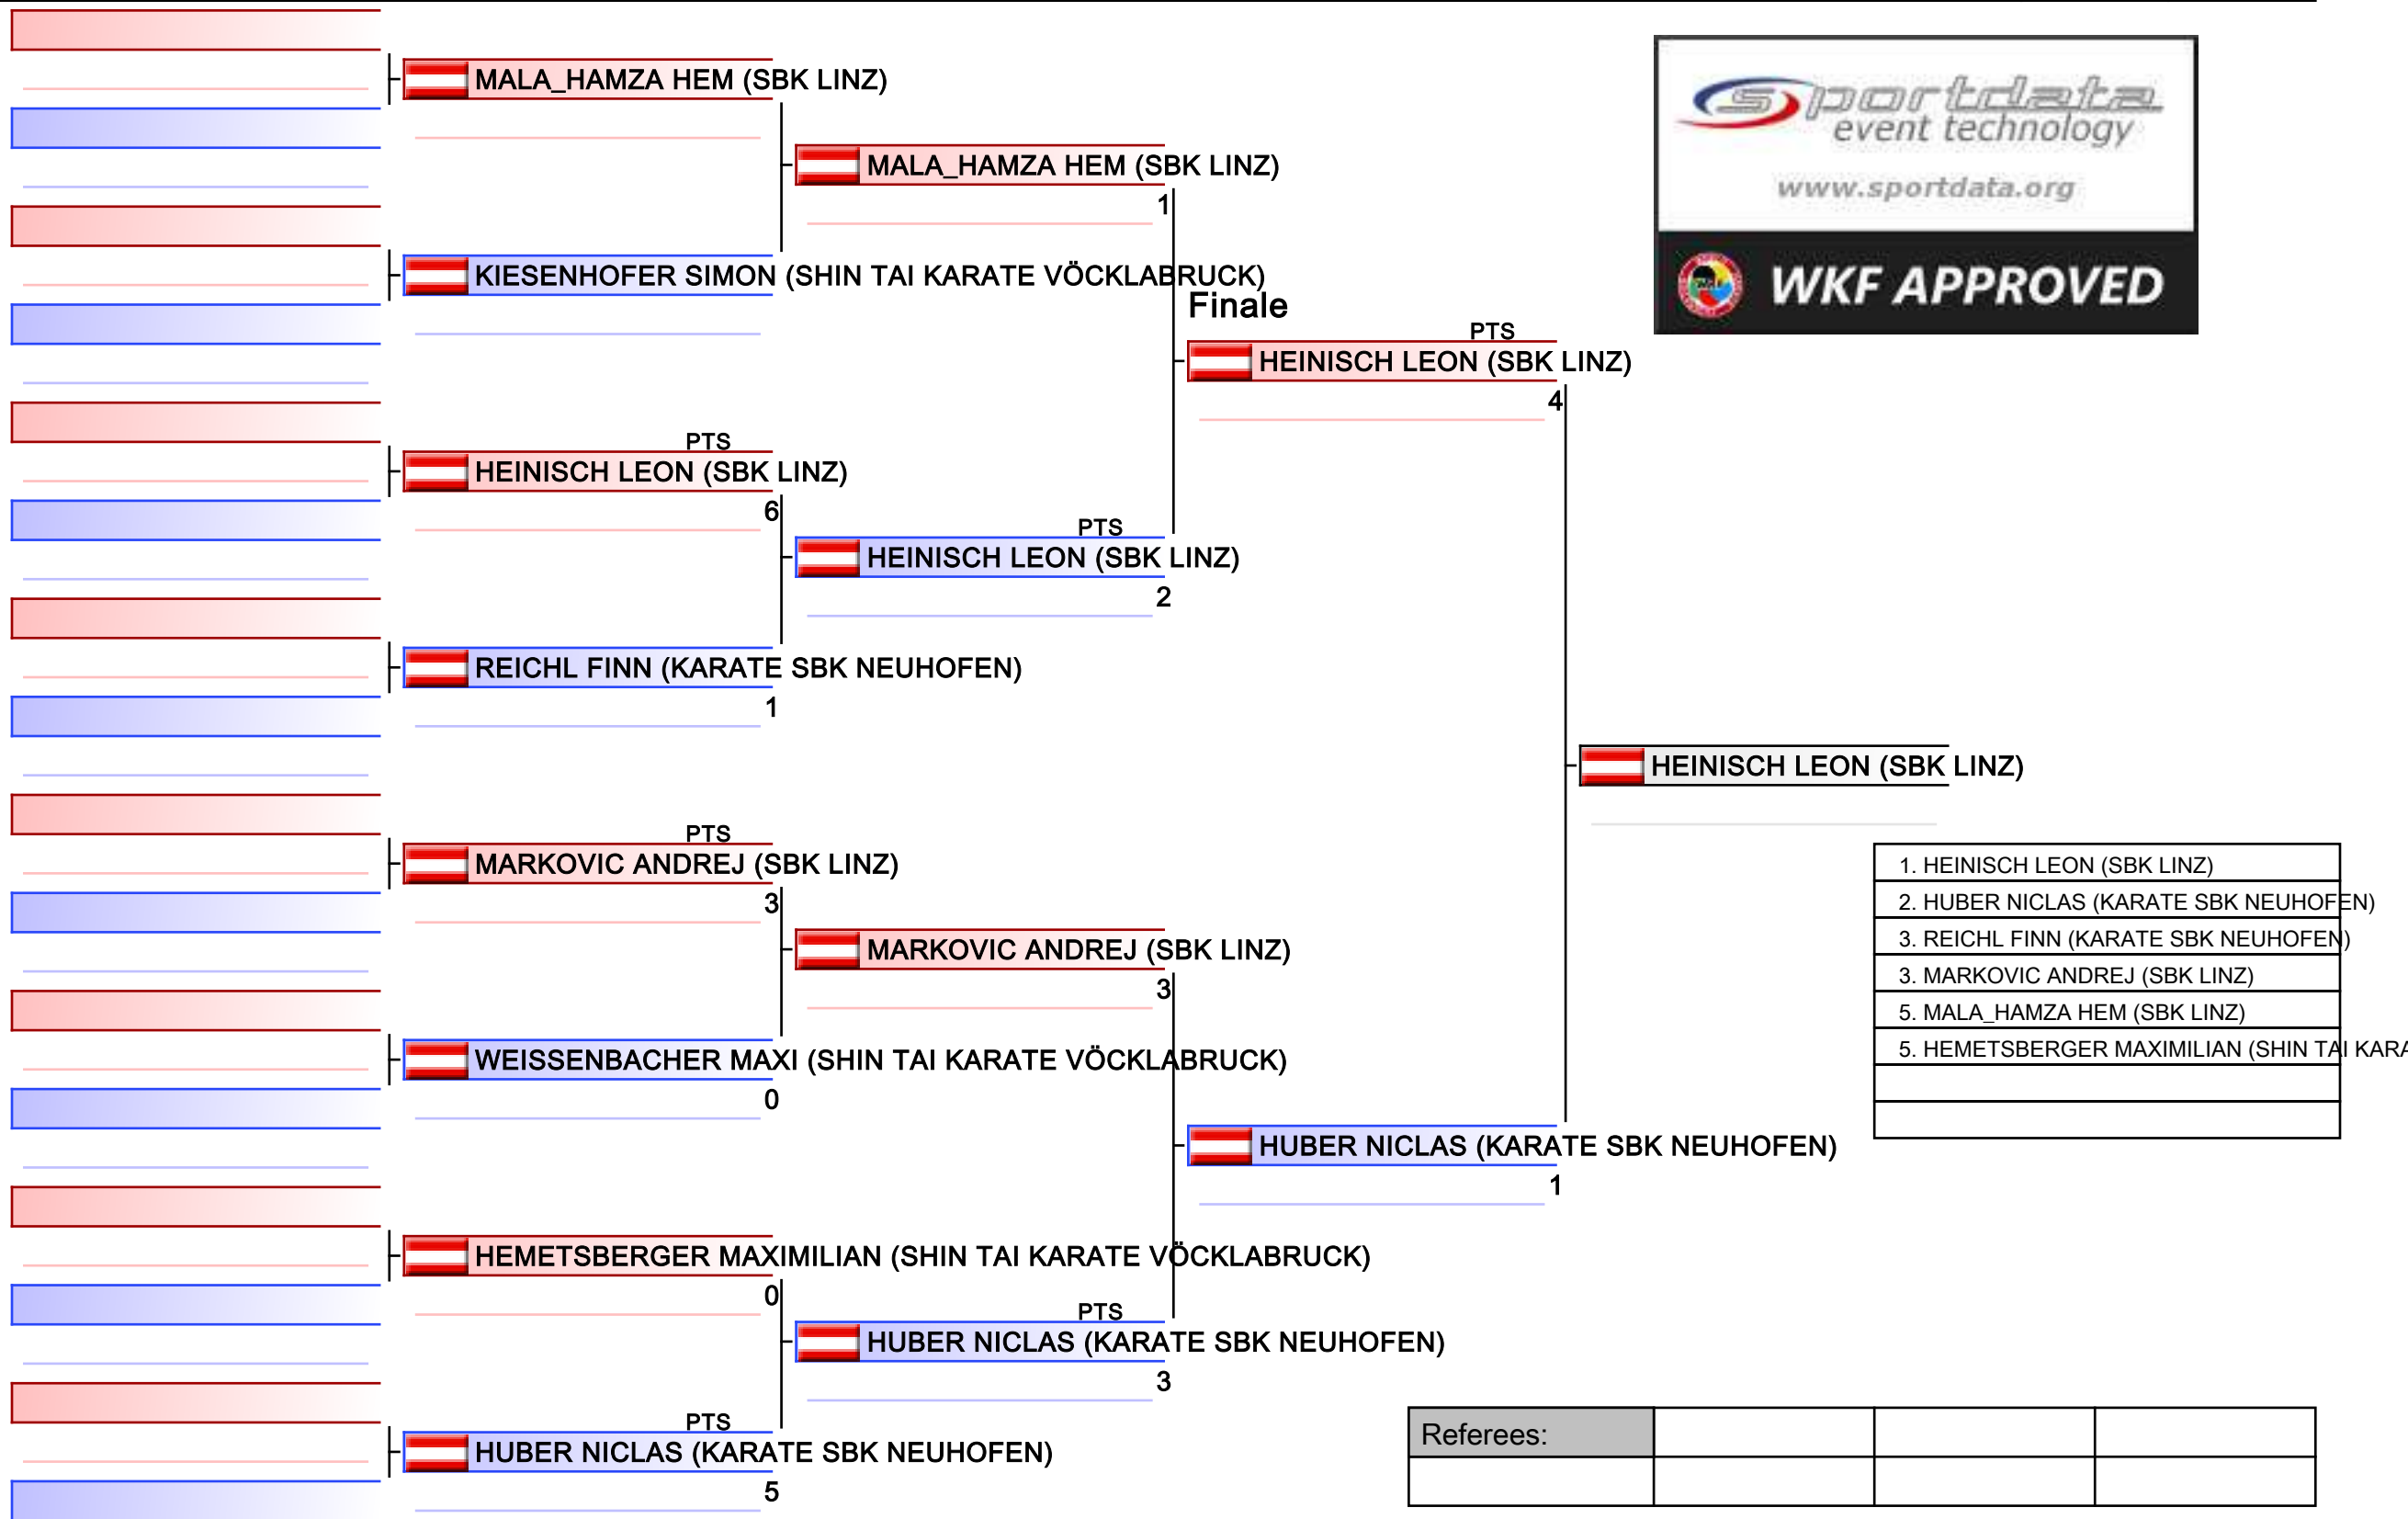 MALA_HAMZA HEM (SBK LINZ)
MALA_HAMZA HEM (SBK LINZ)
1
KIESENHOFER SIMON (SHIN TAI KARATE VÖCKLABRUCK)
Finale
PTS
HEINISCH LEON (SBK LINZ)
4
PTS
HEINISCH LEON (SBK LINZ)
6
PTS
HEINISCH LEON (SBK LINZ)
2
REICHL FINN (KARATE SBK NEUHOFEN)
1
HEINISCH LEON (SBK LINZ)
PTS
MARKOVIC ANDREJ (SBK LINZ)
3
MARKOVIC ANDREJ (SBK LINZ)
3
WEISSENBACHER MAXI (SHIN TAI KARATE VÖCKLABRUCK)
0
HUBER NICLAS (KARATE SBK NEUHOFEN)
1
HEMETSBERGER MAXIMILIAN (SHIN TAI KARATE VÖCKLABRUCK)
0
PTS
HUBER NICLAS (KARATE SBK NEUHOFEN)
3
PTS
HUBER NICLAS (KARATE SBK NEUHOFEN)
5
sportdata
event technology
www.sportdata.org
WKF APPROVED
1. HEINISCH LEON (SBK LINZ)
2. HUBER NICLAS (KARATE SBK NEUHOFEN)
3. REICHL FINN (KARATE SBK NEUHOFEN)
3. MARKOVIC ANDREJ (SBK LINZ)
5. MALA_HAMZA HEM (SBK LINZ)
5. HEMETSBERGER MAXIMILIAN (SHIN TAI KARA
Referees: